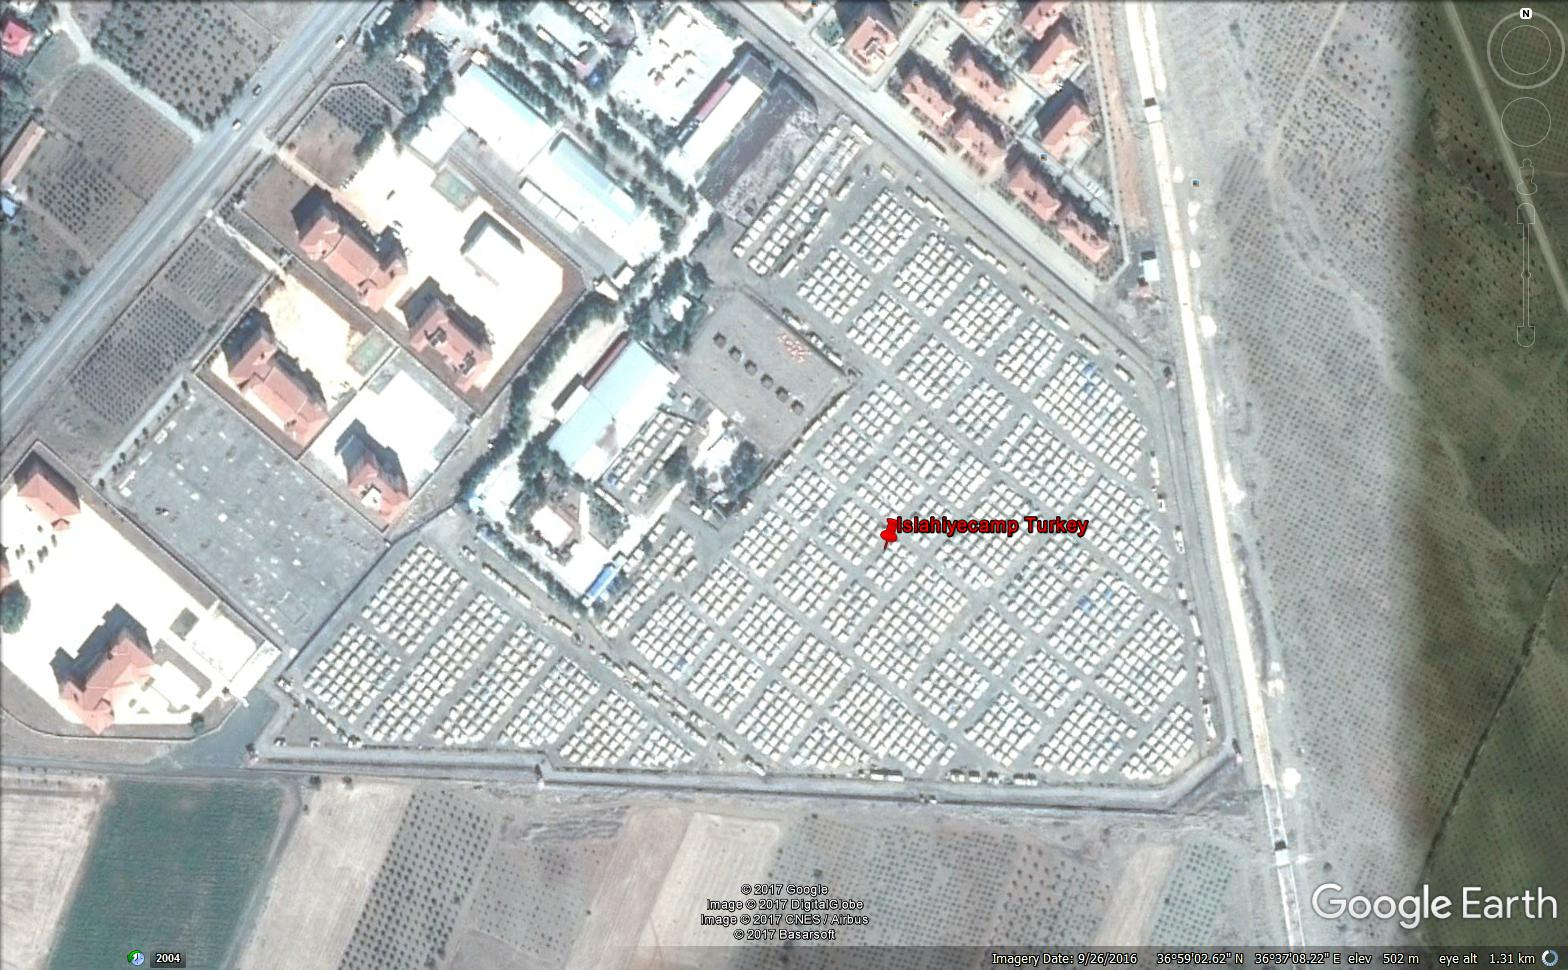 N
Islahiyecamp Turkey
© 2017 Google
Image © 2017 DigitalGlobe
Image © 2017 CNES / Airbus
© 2017 Basarsoft
Google Earth
2004
Imagery Date: 9/26/2016 36°59'02.62" N 36°37'08.22" E elev 502 m eye alt 1.31 km